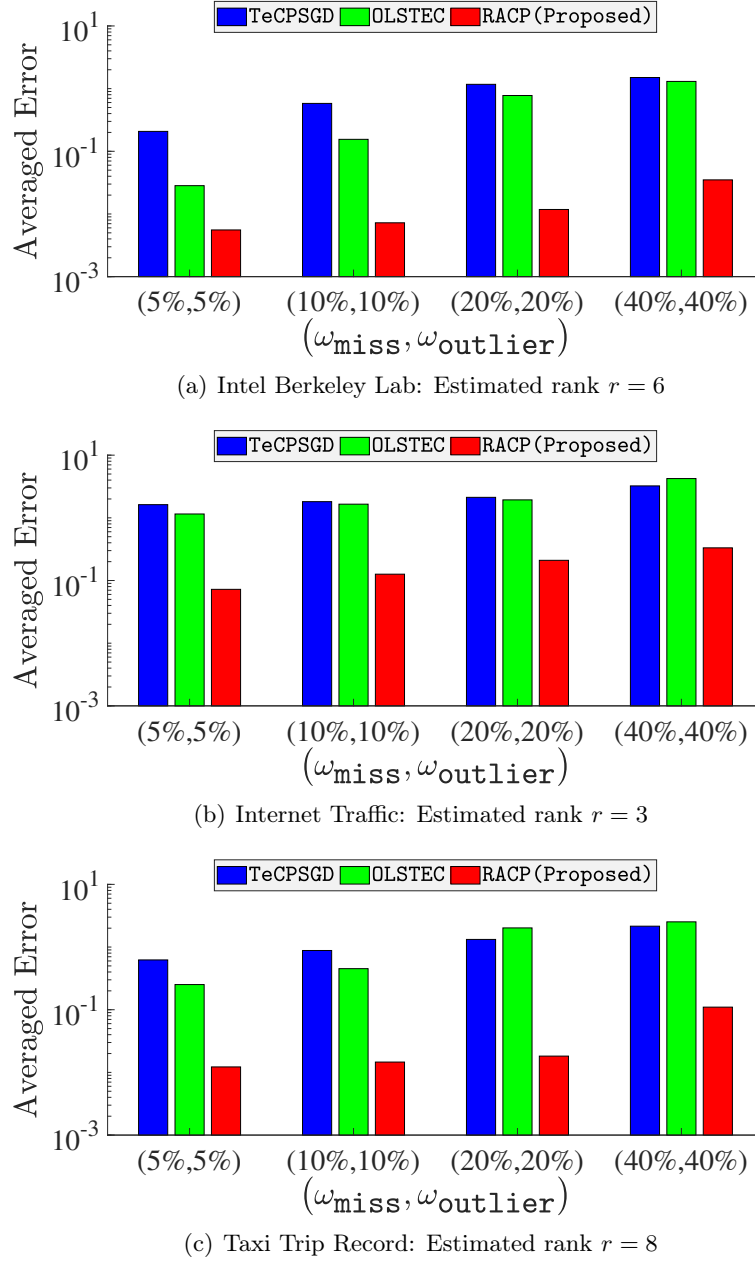 TeCPSGD OLSTEC RACP(Proposed)
10^1
10^-1
10^-3
Averaged Error
(5%,5%) (10%,10%) (20%,20%) (40%,40%)
(ω_miss, ω_outlier)
(a) Intel Berkeley Lab: Estimated rank r = 6
TeCPSGD OLSTEC RACP(Proposed)
10^1
10^-1
10^-3
Averaged Error
(5%,5%) (10%,10%) (20%,20%) (40%,40%)
(ω_miss, ω_outlier)
(b) Internet Traffic: Estimated rank r = 3
TeCPSGD OLSTEC RACP(Proposed)
10^1
10^-1
10^-3
Averaged Error
(5%,5%) (10%,10%) (20%,20%) (40%,40%)
(ω_miss, ω_outlier)
(c) Taxi Trip Record: Estimated rank r = 8